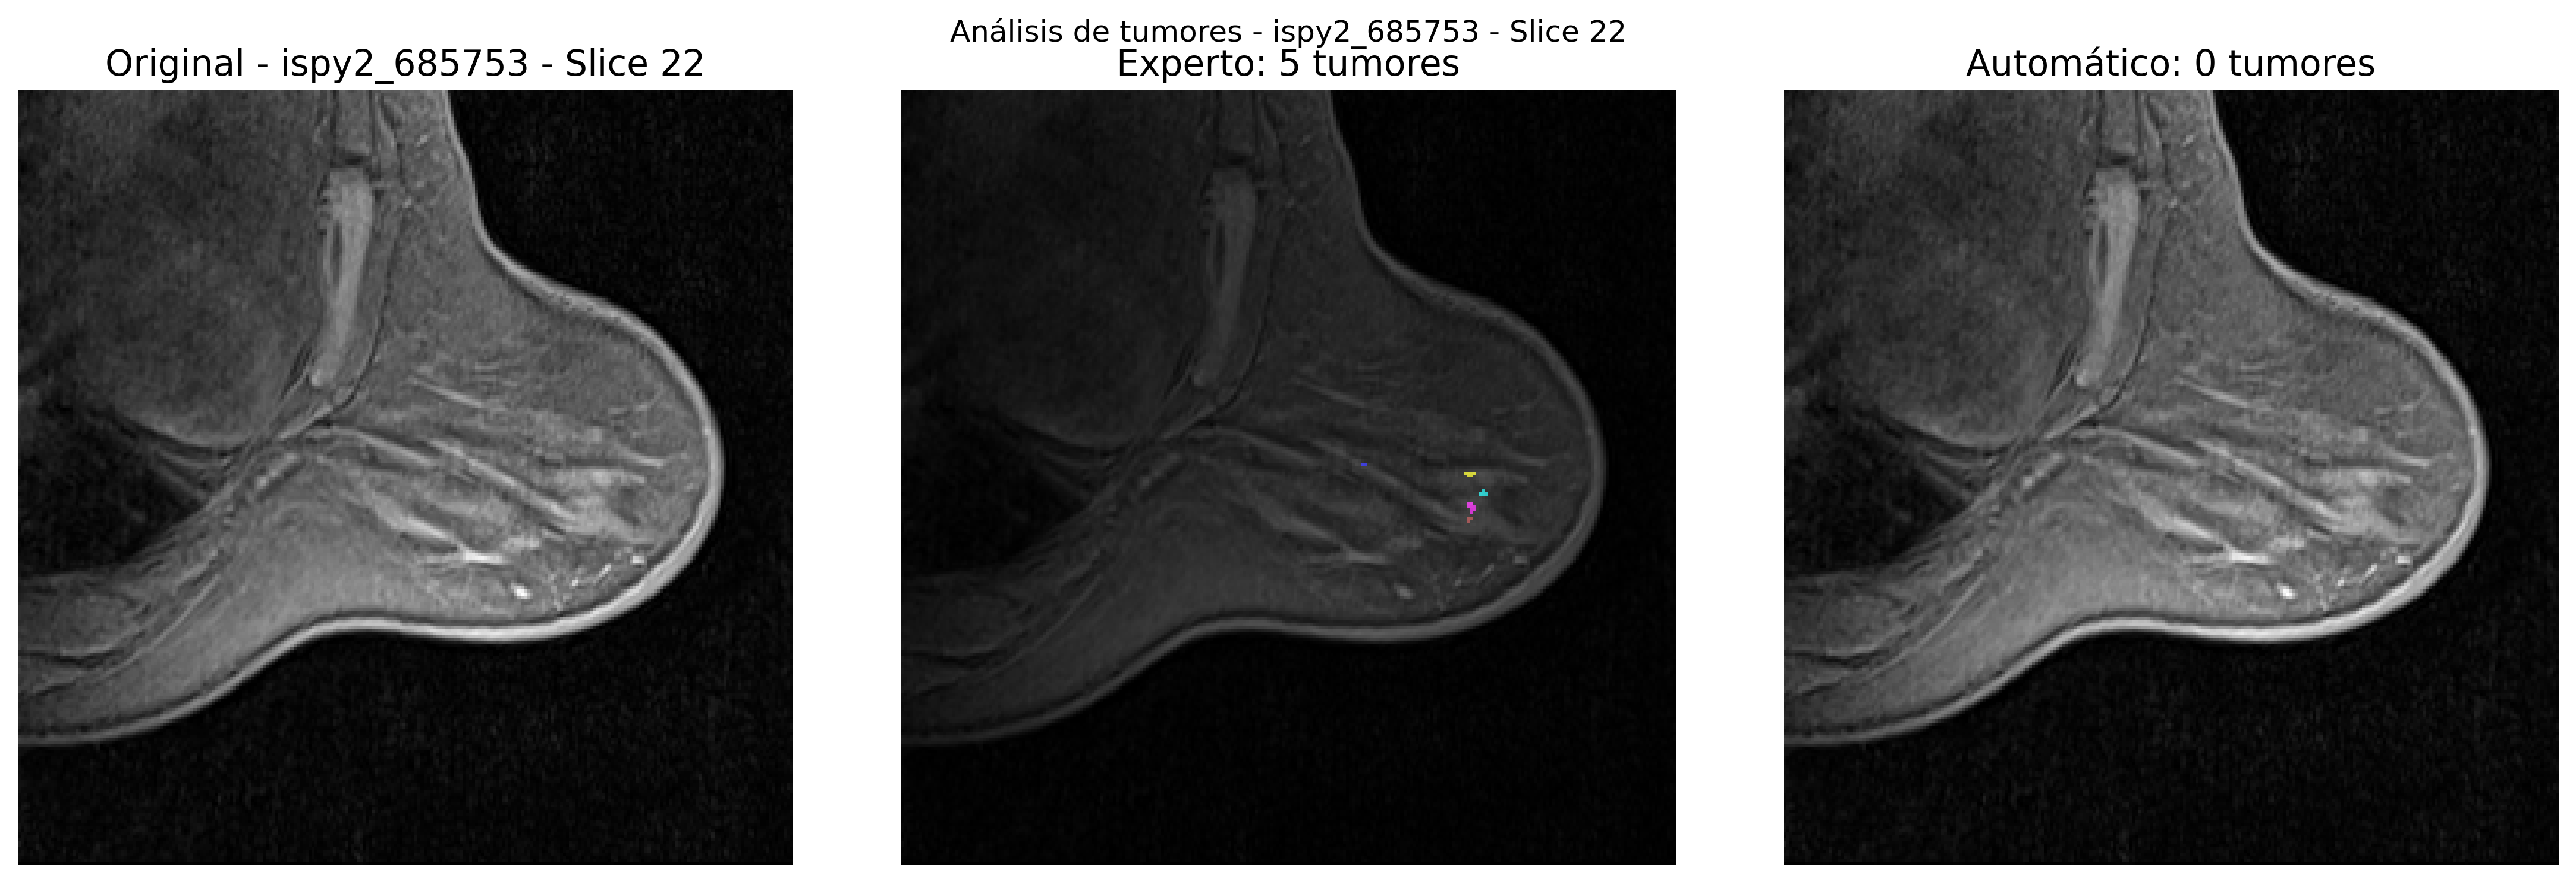 Análisis de tumores - ispy2_685753 - Slice 22
Original - ispy2_685753 - Slice 22
Experto: 5 tumores
Automático: 0 tumores